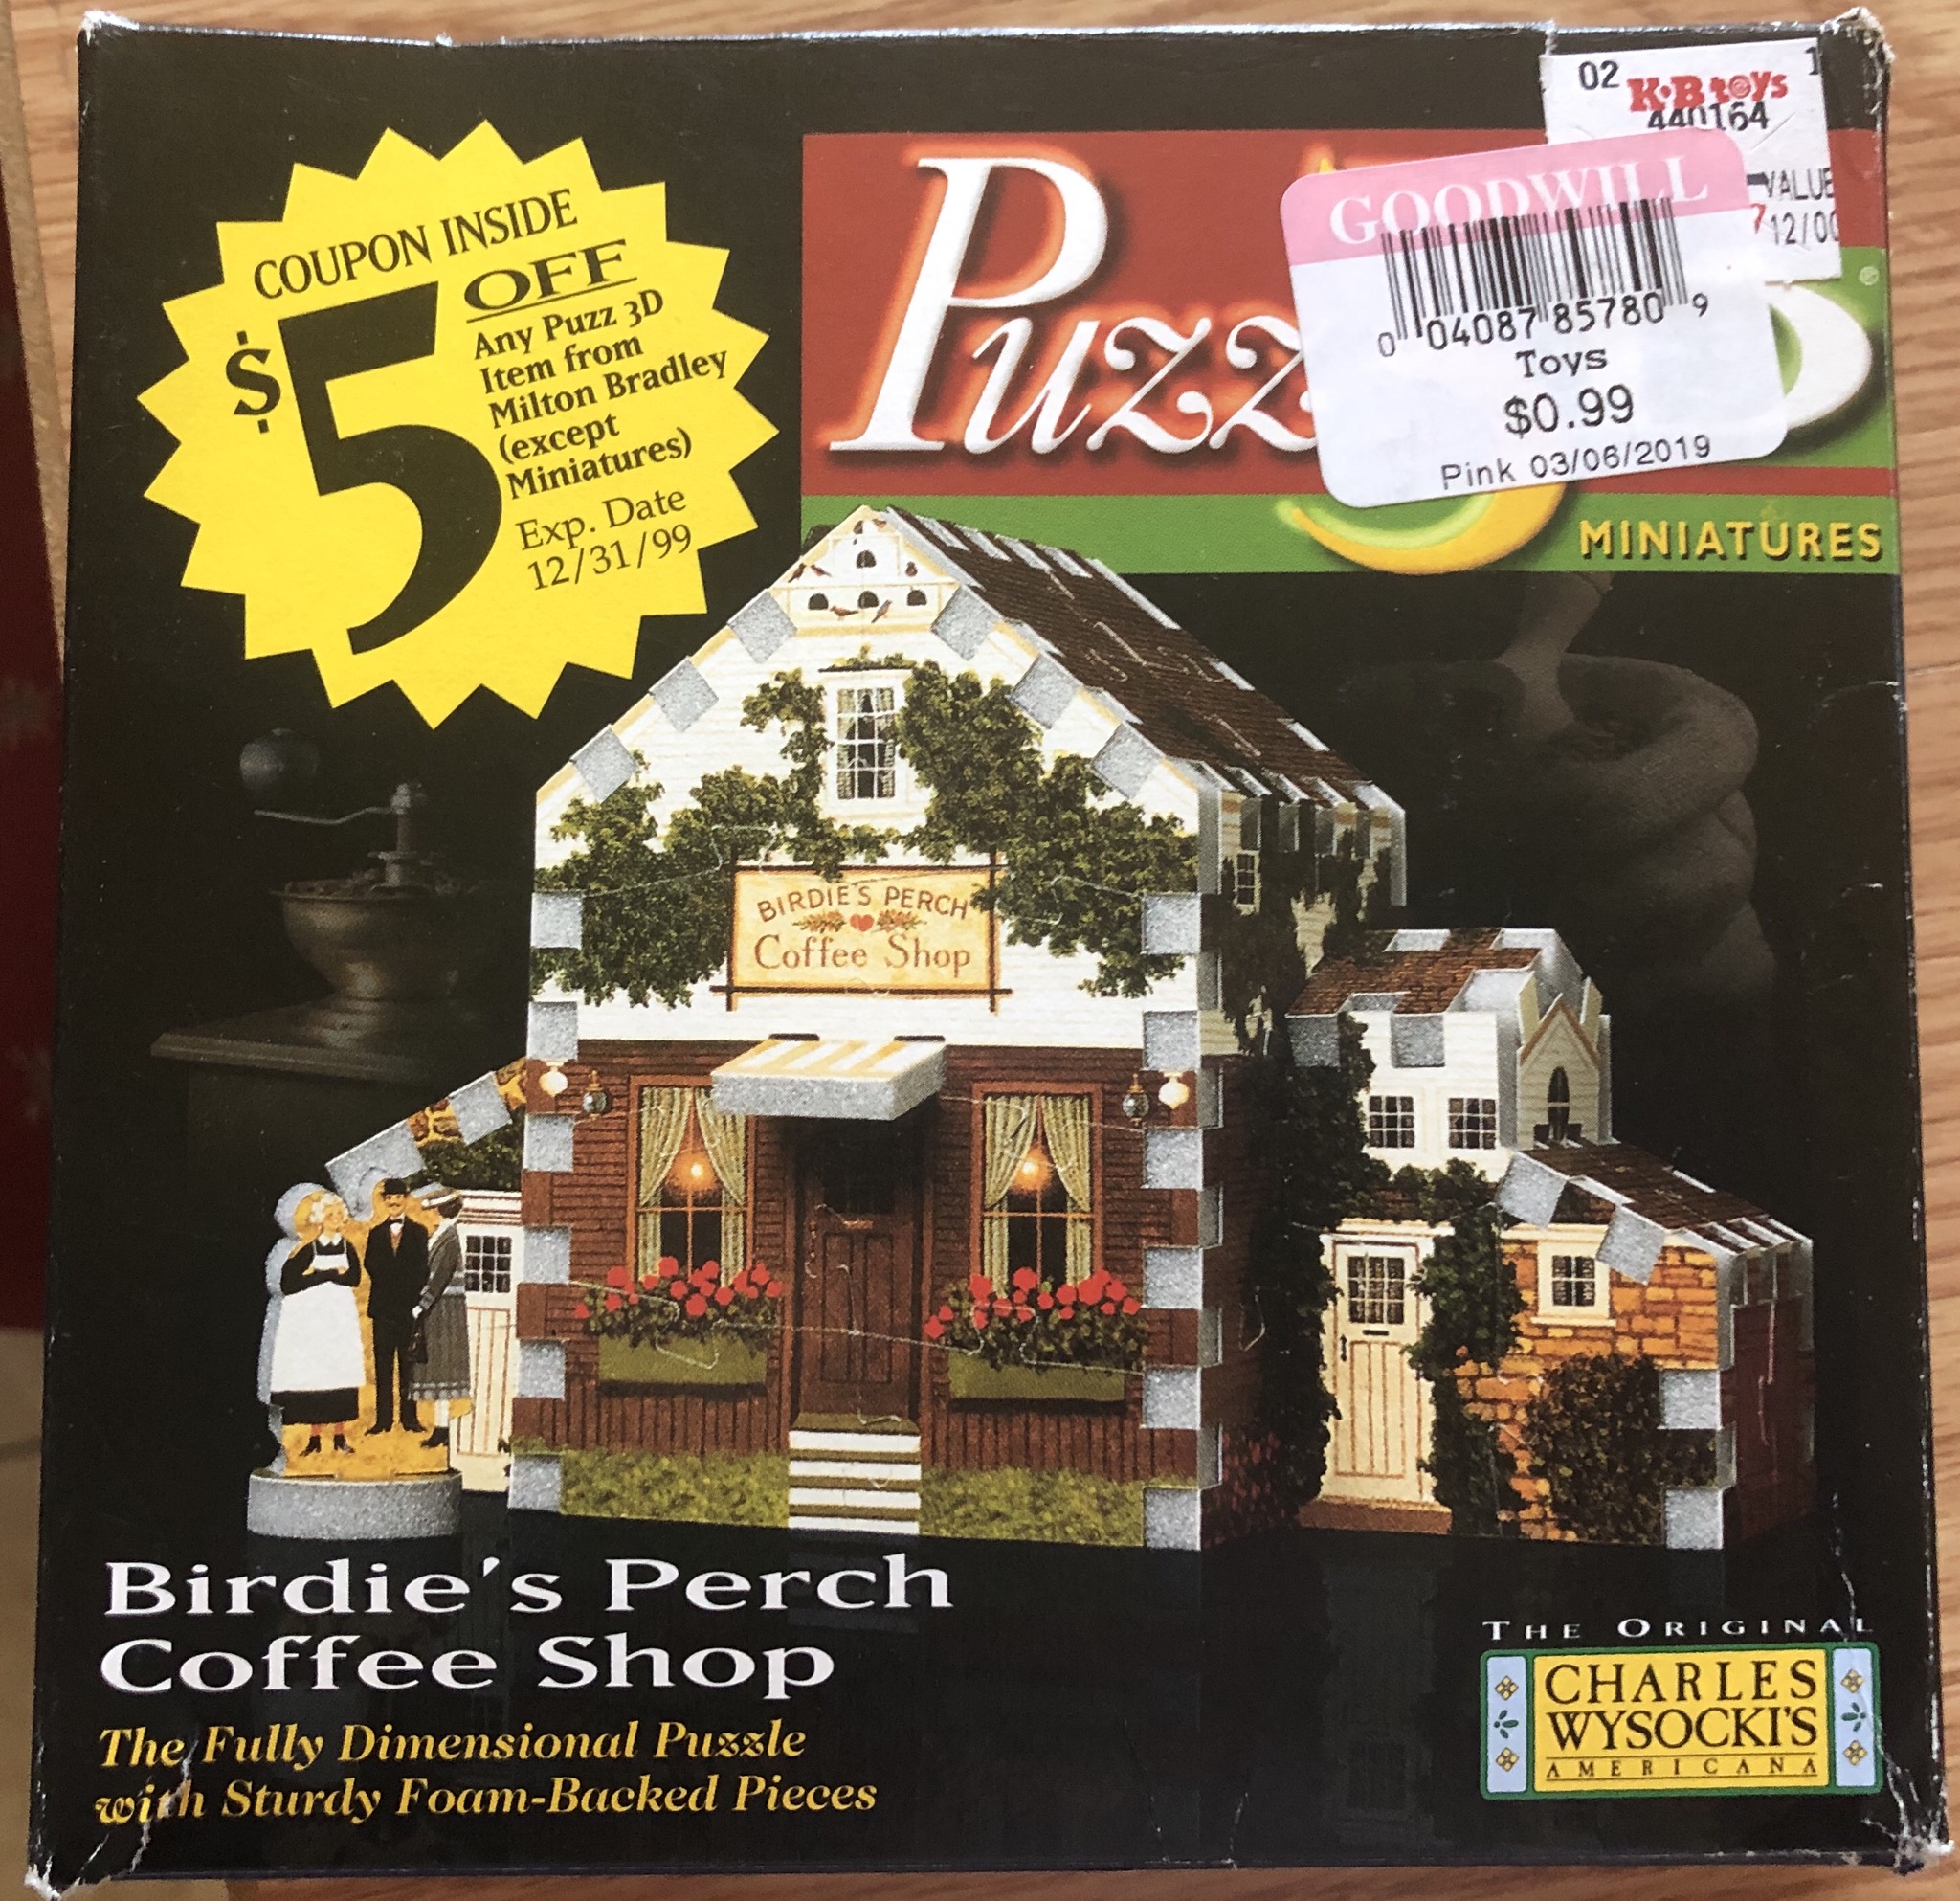 COUPON INSIDE
$5 OFF
Any Puzz 3D
Item from
Milton Bradley
(except
Miniatures)
Exp. Date
12/31/99
02 K·B toys 1
440164
VALUE
12/00
Puzz
MINIATURES
GOODWILL
0 04087 85780 9
Toys
$0.99
Pink 03/06/2019
BIRDIE'S PERCH
Coffee Shop
Birdie's Perch
Coffee Shop
The Fully Dimensional Puzzle
with Sturdy Foam-Backed Pieces
THE ORIGINAL
CHARLES
WYSOCKI'S
AMERICANA